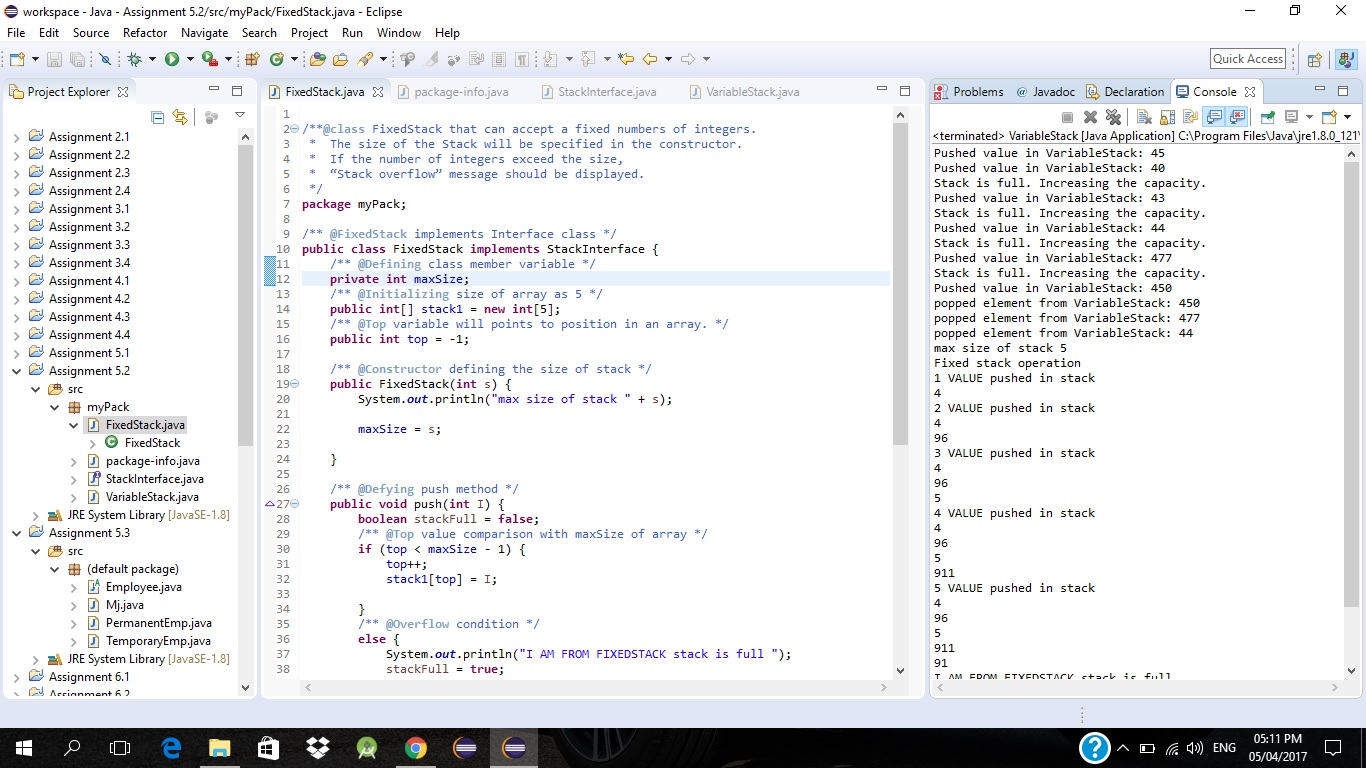 workspace - Java - Assignment 5.2/src/myPack/FixedStack.java - Eclipse
File Edit Source Refactor Navigate Search Project Run Window Help
Quick Access
Project Explorer
Assignment 2.1
Assignment 2.2
Assignment 2.3
Assignment 2.4
Assignment 3.1
Assignment 3.2
Assignment 3.3
Assignment 3.4
Assignment 4.1
Assignment 4.2
Assignment 4.3
Assignment 4.4
Assignment 5.1
Assignment 5.2
src
myPack
FixedStack.java
FixedStack
package-info.java
StackInterface.java
VariableStack.java
JRE System Library [JavaSE-1.8]
Assignment 5.3
src
(default package)
Employee.java
Mj.java
PermanentEmp.java
TemporaryEmp.java
JRE System Library [JavaSE-1.8]
Assignment 6.1
Assignment 6.2
FixedStack.java package-info.java StackInterface.java VariableStack.java
1
2 /**@class FixedStack that can accept a fixed numbers of integers.
3 * The size of the Stack will be specified in the constructor.
4 * If the number of integers exceed the size,
5 * “Stack overflow” message should be displayed.
6 */
7 package myPack;
8
9 /** @FixedStack implements Interface class */
10 public class FixedStack implements StackInterface {
11 /** @Defining class member variable */
12 private int maxSize;
13 /** @Initializing size of array as 5 */
14 public int[] stack1 = new int[5];
15 /** @Top variable will points to position in an array. */
16 public int top = -1;
17
18 /** @Constructor defining the size of stack */
19 public FixedStack(int s) {
20 System.out.println("max size of stack " + s);
21
22 maxSize = s;
23
24 }
25
26 /** @Defying push method */
27 public void push(int I) {
28 boolean stackFull = false;
29 /** @Top value comparison with maxSize of array */
30 if (top < maxSize - 1) {
31 top++;
32 stack1[top] = I;
33
34 }
35 /** @Overflow condition */
36 else {
37 System.out.println("I AM FROM FIXEDSTACK stack is full ");
38 stackFull = true;
Problems @ Javadoc Declaration Console
<terminated> VariableStack [Java Application] C:\Program Files\Java\jre1.8.0_121\
Pushed value in VariableStack: 45
Pushed value in VariableStack: 40
Stack is full. Increasing the capacity.
Pushed value in VariableStack: 43
Stack is full. Increasing the capacity.
Pushed value in VariableStack: 44
Stack is full. Increasing the capacity.
Pushed value in VariableStack: 477
Stack is full. Increasing the capacity.
Pushed value in VariableStack: 450
popped element from VariableStack: 450
popped element from VariableStack: 477
popped element from VariableStack: 44
max size of stack 5
Fixed stack operation
1 VALUE pushed in stack
4
2 VALUE pushed in stack
4
96
3 VALUE pushed in stack
4
96
5
4 VALUE pushed in stack
4
96
5
911
5 VALUE pushed in stack
4
96
5
911
91
I AM FROM FIXEDSTACK stack is full
ENG
05:11 PM
05/04/2017